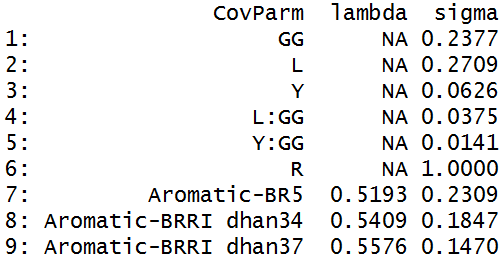 CovParm lambda sigma
1: GG NA 0.2377
2: L NA 0.2709
3: Y NA 0.0626
4: L:GG NA 0.0375
5: Y:GG NA 0.0141
6: R NA 1.0000
7: Aromatic-BR5 0.5193 0.2309
8: Aromatic-BRRI dhan34 0.5409 0.1847
9: Aromatic-BRRI dhan37 0.5576 0.1470